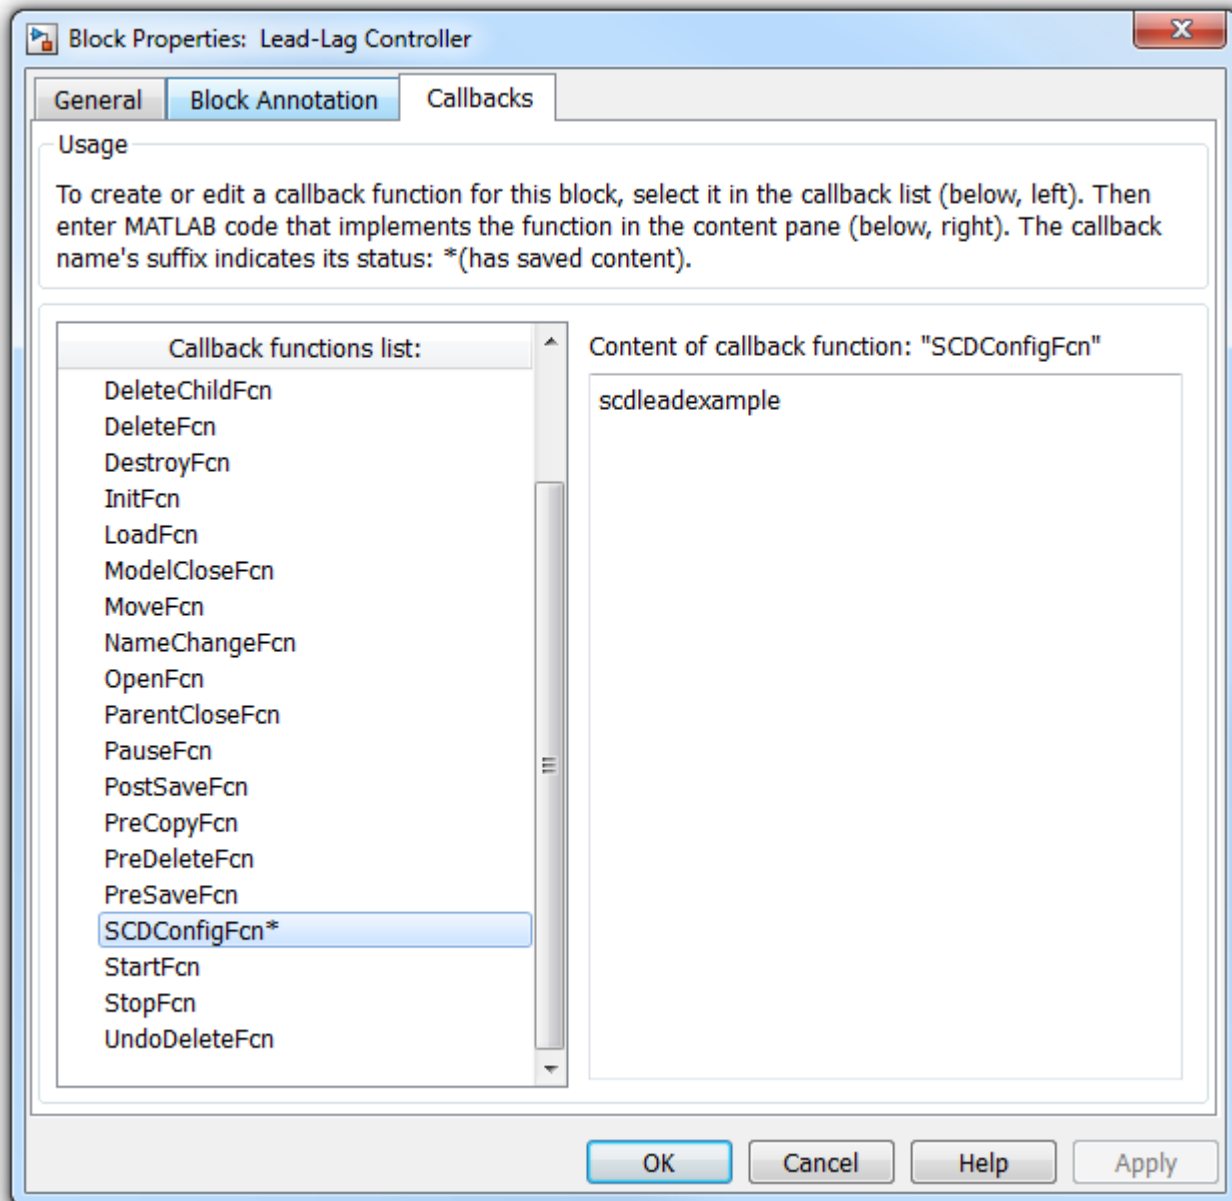 Block Properties: Lead-Lag Controller
General
Block Annotation
Callbacks
Usage
To create or edit a callback function for this block, select it in the callback list (below, left). Then
enter MATLAB code that implements the function in the content pane (below, right). The callback
name's suffix indicates its status: *(has saved content).
Callback functions list:
DeleteChildFcn
DeleteFcn
DestroyFcn
InitFcn
LoadFcn
ModelCloseFcn
MoveFcn
NameChangeFcn
OpenFcn
ParentCloseFcn
PauseFcn
PostSaveFcn
PreCopyFcn
PreDeleteFcn
PreSaveFcn
SCDConfigFcn*
StartFcn
StopFcn
UndoDeleteFcn
Content of callback function: "SCDConfigFcn"
scdleadexample
OK
Cancel
Help
Apply